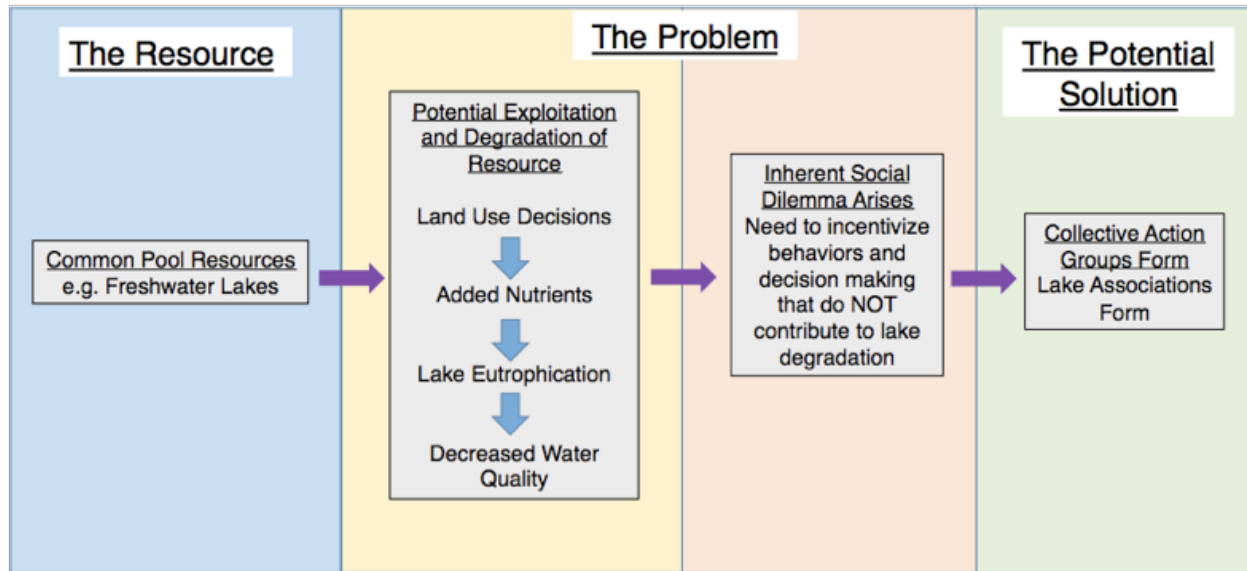 The Resource
Common Pool Resources
e.g. Freshwater Lakes
The Problem
Potential Exploitation
and Degradation of
Resource
Land Use Decisions
Added Nutrients
Lake Eutrophication
Decreased Water
Quality
Inherent Social
Dilemma Arises
Need to incentivize
behaviors and
decision making
that do NOT
contribute to lake
degradation
The Potential
Solution
Collective Action
Groups Form
Lake Associations
Form